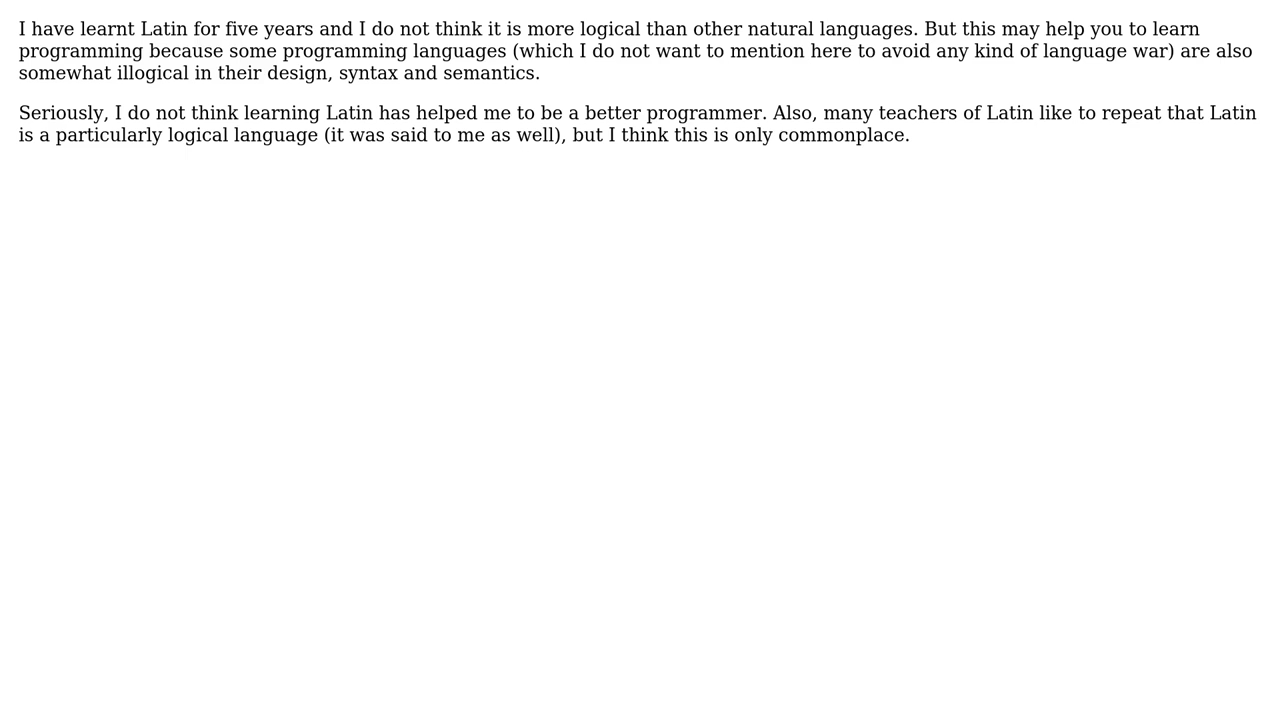 I have learnt Latin for five years and I do not think it is more logical than other natural languages. But this may help you to learn
programming because some programming languages (which I do not want to mention here to avoid any kind of language war) are also
somewhat illogical in their design, syntax and semantics.
Seriously, I do not think learning Latin has helped me to be a better programmer. Also, many teachers of Latin like to repeat that Latin
is a particularly logical language (it was said to me as well), but I think this is only commonplace.